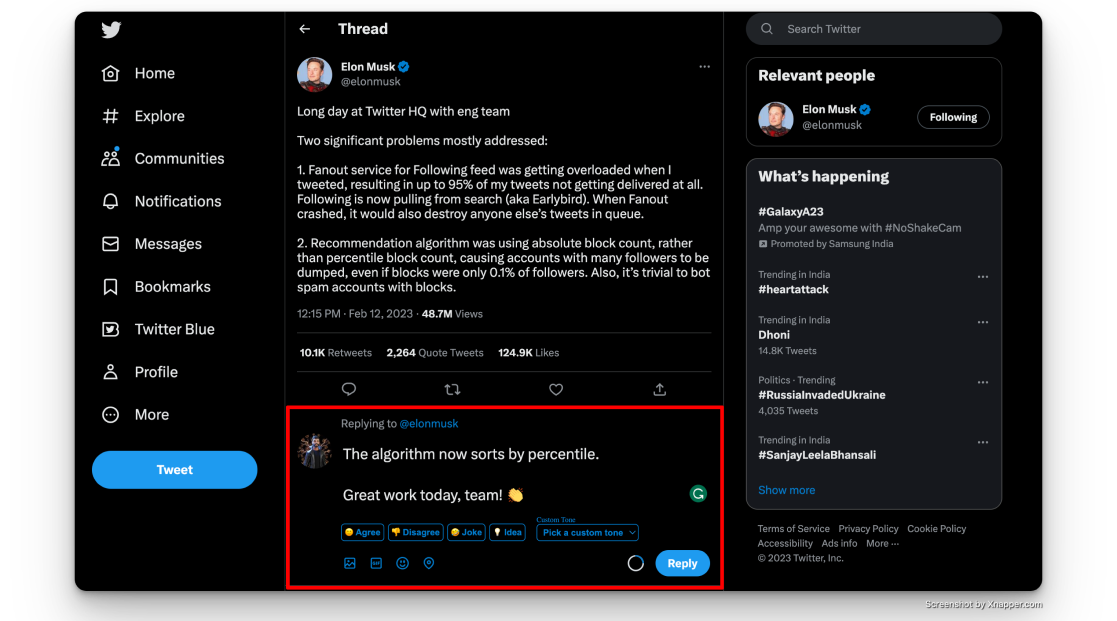 Home
Explore
Communities
Notifications
Messages
Bookmarks
Twitter Blue
Profile
More
Tweet
Thread
Elon Musk
@elonmusk
Long day at Twitter HQ with eng team
Two significant problems mostly addressed:
1. Fanout service for Following feed was getting overloaded when I
tweeted, resulting in up to 95% of my tweets not getting delivered at all.
Following is now pulling from search (aka Earlybird). When Fanout
crashed, it would also destroy anyone else's tweets in queue.
2. Recommendation algorithm was using absolute block count, rather
than percentile block count, causing accounts with many followers to be
dumped, even if blocks were only 0.1% of followers. Also, it's trivial to bot
spam accounts with blocks.
12:15 PM · Feb 12, 2023 · 48.7M Views
10.1K Retweets 2,264 Quote Tweets 124.9K Likes
Replying to @elonmusk
The algorithm now sorts by percentile.
Great work today, team! 👏
Custom Tone
Agree Disagree Joke Idea Pick a custom tone
GIF
Reply
Search Twitter
Relevant people
Elon Musk
@elonmusk
Following
What's happening
#GalaxyA23
Amp your awesome with #NoShakeCam
Promoted by Samsung India
Trending in India
#heartattack
Trending in India
Dhoni
14.8K Tweets
Politics · Trending
#RussiaInvadedUkraine
4,035 Tweets
Trending in India
#SanjayLeelaBhansali
Show more
Terms of Service Privacy Policy Cookie Policy
Accessibility Ads info More ···
© 2023 Twitter, Inc.
Screenshot by Xnapper.com